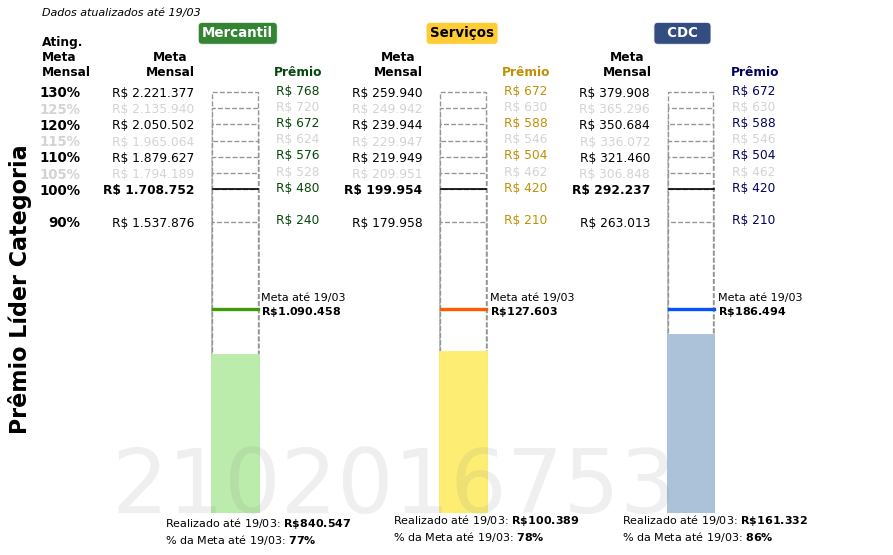 Dados atualizados até 19/03
Mercantil Serviços CDC
Ating. Meta Mensal Meta Mensal Prêmio Meta Mensal Prêmio Meta Mensal Prêmio
130% R$ 2.221.377 R$ 768 R$ 259.940 R$ 672 R$ 379.908 R$ 672
125% R$ 2.135.940 R$ 720 R$ 249.942 R$ 630 R$ 365.296 R$ 630
120% R$ 2.050.502 R$ 672 R$ 239.944 R$ 588 R$ 350.684 R$ 588
115% R$ 1.965.064 R$ 624 R$ 229.947 R$ 546 R$ 336.072 R$ 546
110% R$ 1.879.627 R$ 576 R$ 219.949 R$ 504 R$ 321.460 R$ 504
105% R$ 1.794.189 R$ 528 R$ 209.951 R$ 462 R$ 306.848 R$ 462
100% R$ 1.708.752 R$ 480 R$ 199.954 R$ 420 R$ 292.237 R$ 420
90% R$ 1.537.876 R$ 240 R$ 179.958 R$ 210 R$ 263.013 R$ 210
Prêmio Líder Categoria
Meta até 19/03 Meta até 19/03 Meta até 19/03
R$1.090.458 R$127.603 R$186.494
2102016753
Realizado até 19/03: R$840.547 Realizado até 19/03: R$100.389 Realizado até 19/03: R$161.332
% da Meta até 19/03: 77% % da Meta até 19/03: 78% % da Meta até 19/03: 86%